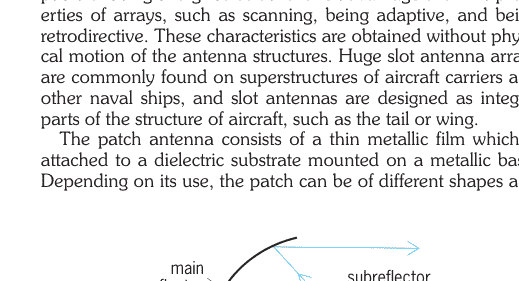 erties of arrays, such as scanning, being adaptive, and bei
retrodirective. These characteristics are obtained without phy
cal motion of the antenna structures. Huge slot antenna arra
are commonly found on superstructures of aircraft carriers a
other naval ships, and slot antennas are designed as integ
parts of the structure of aircraft, such as the tail or wing.
The patch antenna consists of a thin metallic film which
attached to a dielectric substrate mounted on a metallic bas
Depending on its use, the patch can be of different shapes a
main
subreflector